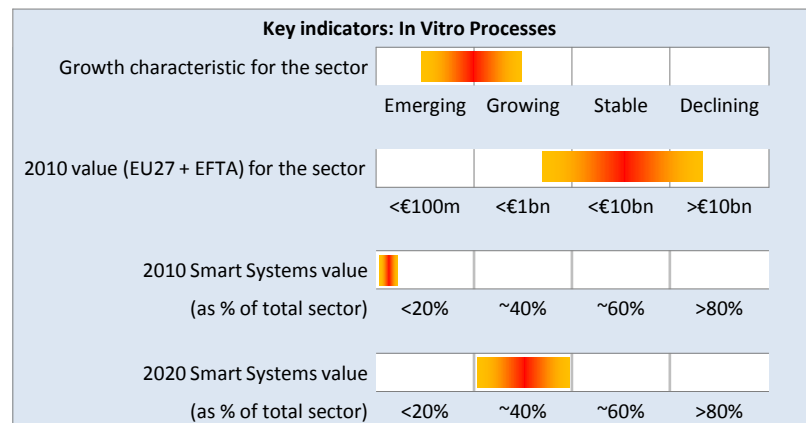 Key indicators: In Vitro Processes
Growth characteristic for the sector
Emerging Growing Stable Declining
2010 value (EU27 + EFTA) for the sector
<€100m <€1bn <€10bn >€10bn
2010 Smart Systems value
(as % of total sector) <20% ~40% ~60% >80%
2020 Smart Systems value
(as % of total sector) <20% ~40% ~60% >80%